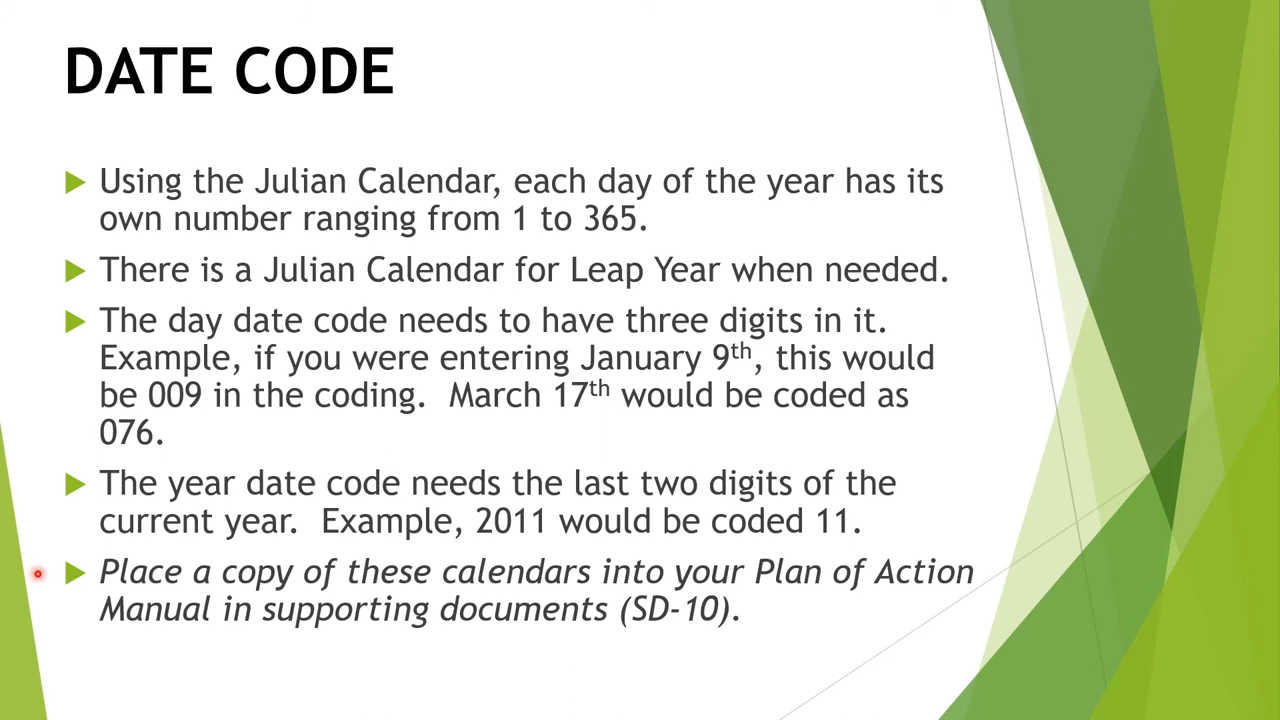 DATE CODE
Using the Julian Calendar, each day of the year has its
own number ranging from 1 to 365.
There is a Julian Calendar for Leap Year when needed.
The day date code needs to have three digits in it.
Example, if you were entering January 9th, this would
be 009 in the coding.  March 17th would be coded as
076.
The year date code needs the last two digits of the
current year.  Example, 2011 would be coded 11.
Place a copy of these calendars into your Plan of Action
Manual in supporting documents (SD-10).